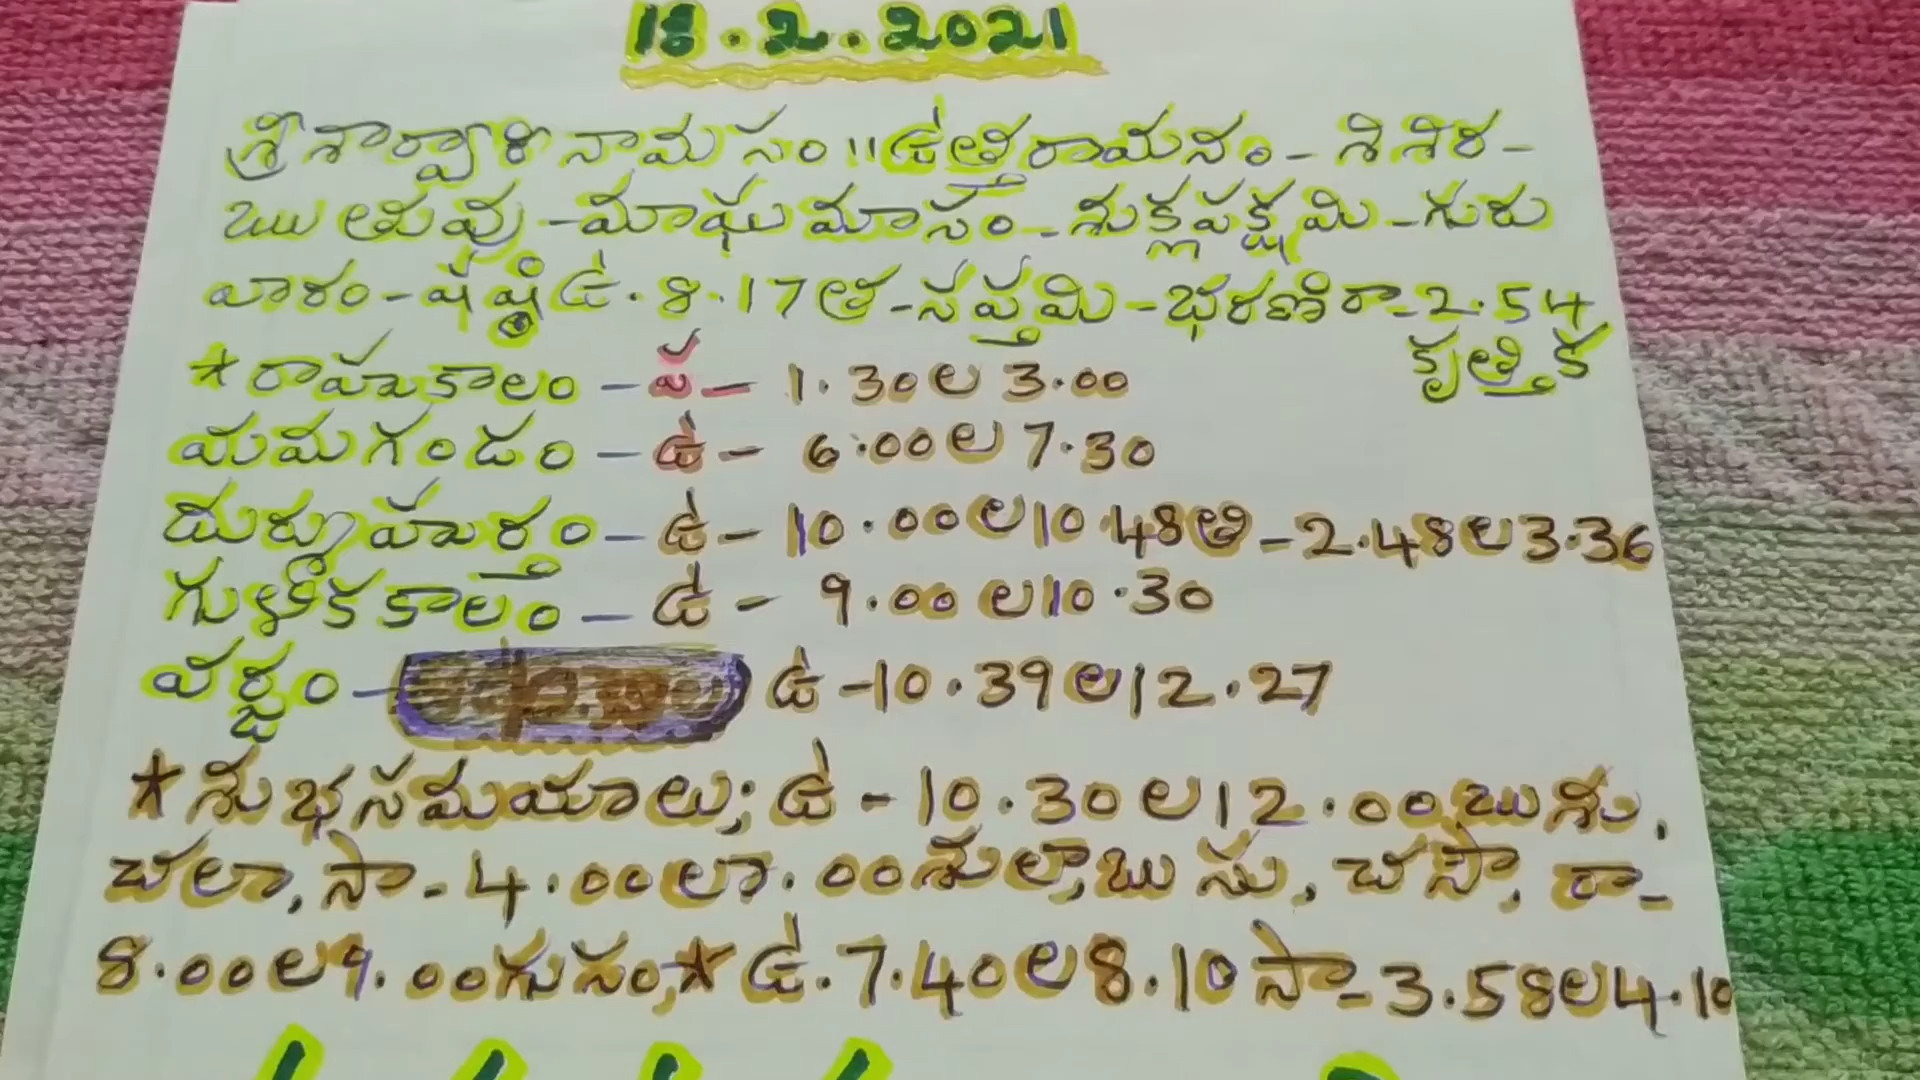 18.2.2021
శ్రీ శార్వారి నామ సం॥ ఉత్తరాయనం - శిశిర -
ఋతువు - మాఘమాసం - శుక్లపక్షమి - గురు
వారం - షష్ఠి ఉ. 8.17 త - సప్తమి - భరణి రా - 2.54
కృత్తిక
* రాహుకాలం - ప - 1.30 ల 3.00
యమగండం - ఉ - 6.00 ల 7.30
దుర్ముహుర్తం - ఉ - 10.00 ల 10.48 తి - 2.48 ల 3.36
గుళికకాలం - ఉ - 9.00 ల 10.30
వర్జ్యం - ఉ - 10.39 ల 12.27
* శుభసమయాలు; ఉ - 10.30 ల 12.00 బు శు,
చలా, సా - 4.00 లా .00 శు ల, బు సు, చ సా, రా -
8.00 ల 9.00 గు సం, * ఉ. 7.40 ల 8.10 సా - 3.58 ల 4.10